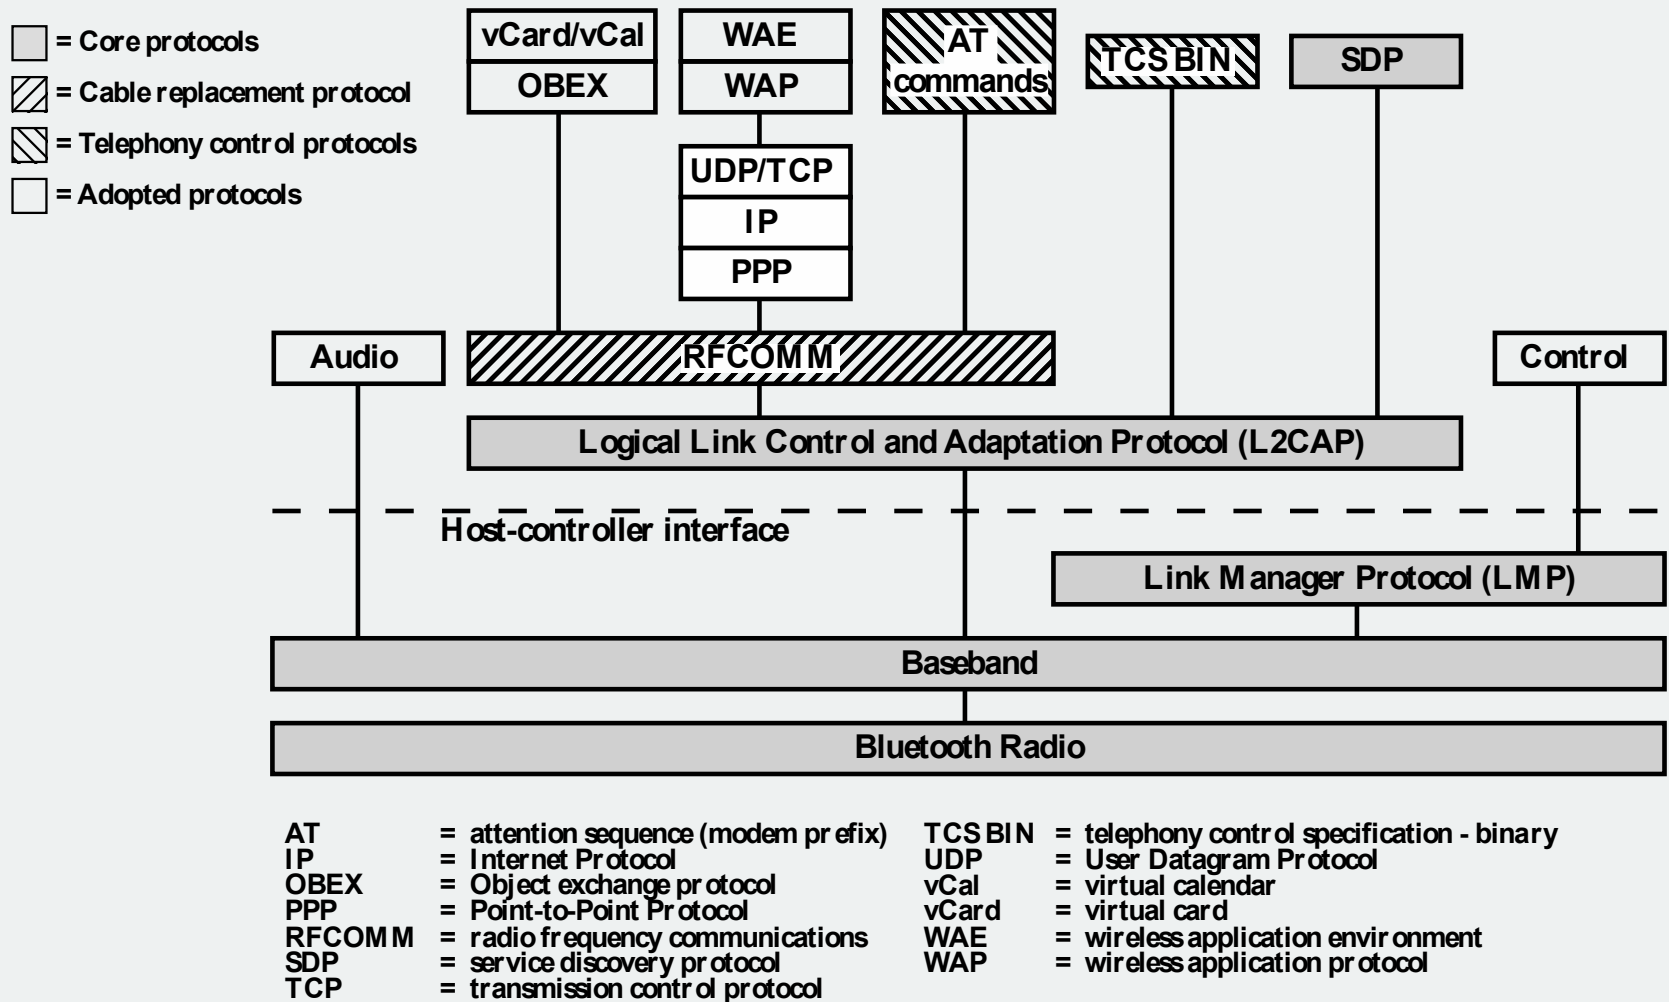 = Core protocols
= Cable replacement protocol
= Telephony control protocols
= Adopted protocols
vCard/vCal
OBEX
WAE
WAP
UDP/TCP
IP
PPP
AT
commands
TCS BIN
SDP
Audio
RFCOMM
Control
Logical Link Control and Adaptation Protocol (L2CAP)
Host-controller interface
Link Manager Protocol (LMP)
Baseband
Bluetooth Radio
AT = attention sequence (modem prefix)
IP = Internet Protocol
OBEX = Object exchange protocol
PPP = Point-to-Point Protocol
RFCOMM = radio frequency communications
SDP = service discovery protocol
TCP = transmission control protocol
TCS BIN = telephony control specification - binary
UDP = User Datagram Protocol
vCal = virtual calendar
vCard = virtual card
WAE = wireless application environment
WAP = wireless application protocol